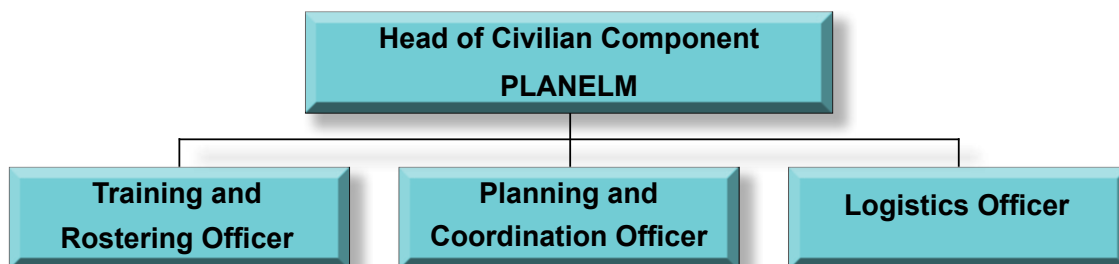 Head of Civilian Component
PLANELM
Training and
Rostering Officer
Planning and
Coordination Officer
Logistics Officer